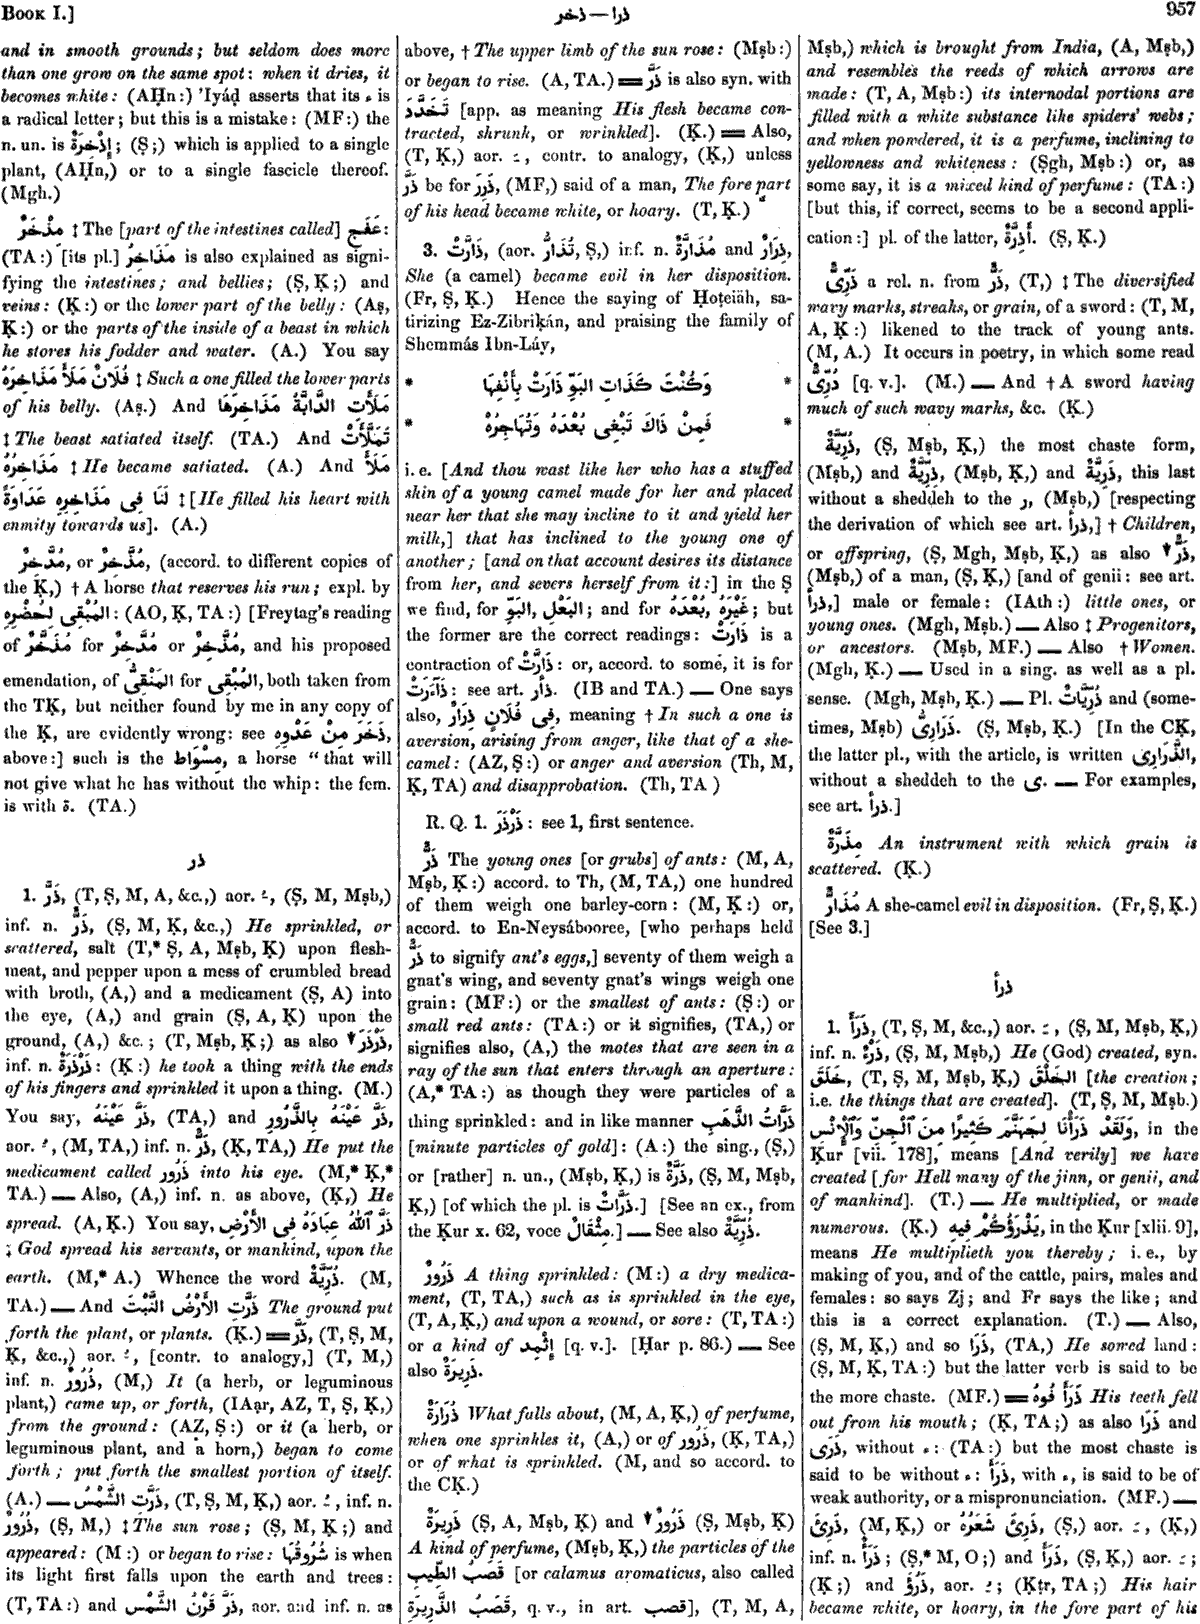 BOOK I.]
ذرا — ذخر
957
and in smooth grounds; but seldom does more
than one grow on the same spot: when it dries, it
becomes white: (AḤn:) 'Iyáḍ asserts that its ء is
a radical letter; but this is a mistake: (MF:) the
n. un. is إِذْخِرَةٌ; (Ṣ;) which is applied to a single
plant, (AḤn,) or to a single fascicle thereof.
(Mgh.)
مَذْخَرٌ ‡ The [part of the intestines called] عَفَج:
(TA:) [its pl.] مَذَاخِرُ is also explained as signi-
fying the intestines; and bellies; (Ṣ, Ḳ;) and
veins: (Ḳ:) or the lower part of the belly: (Aṣ,
Ḳ:) or the parts of the inside of a beast in which
he stores his fodder and water. (A.) You say
فُلَانٌ مَلَأَ مَذَاخِرَهُ ‡ Such a one filled the lower parts
of his belly. (Aṣ.) And مَلَأَتِ الدَّابَّةُ مَذَاخِرَهَا
‡ The beast satiated itself. (TA.) And تَمَلَّأَتْ
مَذَاخِرُهُ ‡ He became satiated. (A.) And مَلَأَ
لَنَا فِى مَذَاخِرِهِ عَدَاوَةً ‡ [He filled his heart with
enmity towards us]. (A.)
مُذَّخِرٌ, or مُدَّخِرٌ, (accord. to different copies of
the Ḳ,) † A horse that reserves his run; expl. by
المُبْقِى لِحُضْرِهِ: (AO, Ḳ, TA:) [Freytag's reading
of مُذَخَّرٌ for مُدَّخِرٌ or مُذَّخِرٌ, and his proposed
emendation, of المَنْقِىُّ for المُبْقِى, both taken from
the TḲ, but neither found by me in any copy of
the Ḳ, are evidently wrong: see ذَخَرَ مِنْ عَدْوِهِ,
above:] such is the مِسْوَاط, a horse "that will
not give what he has without the whip: the fem.
is with ة. (TA.)
ذر
1. ذَرَّ, (T, Ṣ, M, A, &c.,) aor. ـُ, (Ṣ, M, Mṣb,)
inf. n. ذَرٌّ, (Ṣ, M, Ḳ, &c.,) He sprinkled, or
scattered, salt (T,* Ṣ, A, Mṣb, Ḳ) upon flesh-
meat, and pepper upon a mess of crumbled bread
with broth, (A,) and a medicament (Ṣ, A) into
the eye, (A,) and grain (Ṣ, A, Ḳ) upon the
ground, (A,) &c.; (T, Mṣb, Ḳ;) as also ▼ذَرْذَرَ,
inf. n. ذَرْذَرَةٌ: (Ḳ:) he took a thing with the ends
of his fingers and sprinkled it upon a thing. (M.)
You say, ذَرَّ عَيْنَهُ, (TA,) and ذَرَّ عَيْنَهُ بِالذَّرُورِ,
aor. ـُ, (M, TA,) inf. n. ذَرٌّ, (Ḳ, TA,) He put the
medicament called ذَرُور into his eye. (M,* Ḳ,*
TA.) — Also, (A,) inf. n. as above, (Ḳ,) He
spread. (A, Ḳ.) You say, ذَرَّ ٱللّٰهُ عِبَادَهُ فِى الأَرْضِ
‡ God spread his servants, or mankind, upon the
earth. (M,* A.) Whence the word ذُرِّيَّةٌ. (M,
TA.) — And ذَرَّتِ الأَرْضُ النَّبْتَ The ground put
forth the plant, or plants. (Ḳ.) = ذَرَّ, (T, Ṣ, M,
Ḳ, &c.,) aor. ـُ, [contr. to analogy,] (T, M,)
inf. n. ذُرُورٌ, (M,) It (a herb, or leguminous
plant,) came up, or forth, (IAạr, AZ, T, Ṣ, Ḳ,)
from the ground: (AZ, Ṣ:) or it (a herb, or
leguminous plant, and a horn,) began to come
forth; put forth the smallest portion of itself.
(A.) — ذَرَّتِ الشَّمْسُ, (T, Ṣ, M, Ḳ,) aor. ـُ, inf. n.
ذُرُورٌ, (Ṣ, M,) ‡ The sun rose; (Ṣ, M, Ḳ;) and
appeared: (M:) or began to rise: شُرُوقُهَا is when
its light first falls upon the earth and trees:
(T, TA:) and ذَرَّ قَرْنُ الشَّمْسِ, aor. and inf. n. as
above, † The upper limb of the sun rose: (Mṣb:)
or began to rise. (A, TA.) = ذَرَّ is also syn. with
تَخَدَّدَ [app. as meaning His flesh became con-
tracted, shrunk, or wrinkled]. (Ḳ.) = Also,
(T, Ḳ,) aor. ـَ, contr. to analogy, (Ḳ,) unless
ذَرَّ be for ذَرِرَ, (MF,) said of a man, The fore part
of his head became white, or hoary. (T, Ḳ.)
3. ذَارَّتْ, (aor. تُذَارُّ, Ṣ,) inf. n. مُذَارَّةٌ and ذِرَارٌ,
She (a camel) became evil in her disposition.
(Fr, Ṣ, Ḳ.) Hence the saying of Ḥoṭeiäh, sa-
tirizing Ez-Zibriḳán, and praising the family of
Shemmás Ibn-Láy,
* وَكُنْتَ كَذَاتِ البَوِّ ذَارَتْ بِأَنْفِهَا *
* فَمِنْ ذَاكَ تَبْغِى بُعْدَهُ وَتُهَاجِرُهْ *
i. e. [And thou wast like her who has a stuffed
skin of a young camel made for her and placed
near her that she may incline to it and yield her
milk,] that has inclined to the young one of
another; [and on that account desires its distance
from her, and severs herself from it:] in the Ṣ
we find, for البَوِّ, البَعْلِ; and for بُعْدَهُ, غَيْرَهُ; but
the former are the correct readings: ذَارَتْ is a
contraction of ذَارَّتْ: or, accord. to some, it is for
ذَآءَرَتْ: see art. ذأر. (IB and TA.) — One says
also, فِى فُلَانٍ ذِرَارٌ, meaning † In such a one is
aversion, arising from anger, like that of a she-
camel: (AZ, Ṣ:) or anger and aversion (Th, M,
Ḳ, TA) and disapprobation. (Th, TA )
R. Q. 1. ذَرْذَرَ: see 1, first sentence.
ذَرٌّ The young ones [or grubs] of ants: (M, A,
Mṣb, Ḳ:) accord. to Th, (M, TA,) one hundred
of them weigh one barley-corn: (M, Ḳ:) or,
accord. to En-Neysábooree, [who perhaps held
ذَرٌّ to signify ant's eggs,] seventy of them weigh a
gnat's wing, and seventy gnat's wings weigh one
grain: (MF:) or the smallest of ants: (Ṣ:) or
small red ants: (TA:) or it signifies, (TA,) or
signifies also, (A,) the motes that are seen in a
ray of the sun that enters through an aperture:
(A,* TA:) as though they were particles of a
thing sprinkled: and in like manner ذَرَّاتُ الذَّهَبِ
[minute particles of gold]: (A:) the sing., (Ṣ,)
or [rather] n. un., (Mṣb, Ḳ,) is ذَرَّةٌ, (Ṣ, M, Mṣb,
Ḳ,) [of which the pl. is ذَرَّاتٌ.] [See an ex., from
the Ḳur x. 62, voce مِثْقَالٌ.] — See also ذُرِّيَّةٌ.
ذَرُورٌ A thing sprinkled: (M:) a dry medica-
ment, (T, TA,) such as is sprinkled in the eye,
(T, A, Ḳ,) and upon a wound, or sore: (T, TA:)
or a kind of إِثْمِد [q. v.]. [Ḥar p. 86.) — See
also ذَرِيرَةٌ.
ذُرَارَةٌ What falls about, (M, A, Ḳ,) of perfume,
when one sprinkles it, (A,) or of ذَرُور, (Ḳ, TA,)
or of what is sprinkled. (M, and so accord. to
the CḲ.)
ذَرِيرَةٌ (Ṣ, A, Mṣb, Ḳ) and ▼ذَرُورٌ (Ṣ, Mṣb, Ḳ)
A kind of perfume, (Mṣb, Ḳ,) the particles of the
قَصَبُ الطِّيبِ [or calamus aromaticus, also called
قَصَبُ الذَّرِيرَةِ, q. v., in art. قصب], (T, M, A,
Mṣb,) which is brought from India, (A, Mṣb,)
and resembles the reeds of which arrows are
made: (T, A, Mṣb:) its internodal portions are
filled with a white substance like spiders' webs;
and when powdered, it is a perfume, inclining to
yellowness and whiteness: (Ṣgh, Mṣb:) or, as
some say, it is a mixed kind of perfume: (TA:)
[but this, if correct, seems to be a second appli-
cation:] pl. of the latter, أَذِرَّةٌ. (Ṣ, Ḳ.)
ذَرِّىٌّ a rel. n. from ذَرٌّ, (T,) ‡ The diversified
wavy marks, streaks, or grain, of a sword: (T, M,
A, Ḳ:) likened to the track of young ants.
(M, A.) It occurs in poetry, in which some read
دُرِّىٌّ [q. v.]. (M.) — And † A sword having
much of such wavy marks, &c. (Ḳ.)
ذُرِّيَّةٌ, (Ṣ, Mṣb, Ḳ,) the most chaste form,
(Mṣb,) and ذِرِّيَّةٌ, (Mṣb, Ḳ,) and ذَرِيَّةٌ, this last
without a sheddeh to the ر, (Mṣb,) [respecting
the derivation of which see art. ذرأ,] † Children,
or offspring, (Ṣ, Mgh, Mṣb, Ḳ,) as also ▼ذَرٌّ,
(Mṣb,) of a man, (Ṣ, Ḳ,) [and of genii: see art.
ذرأ,] male or female: (IAth:) little ones, or
young ones. (Mgh, Mṣb.) — Also ‡ Progenitors,
or ancestors. (Mṣb, MF.) — Also † Women.
(Mgh, Ḳ.) — Used in a sing. as well as a pl.
sense. (Mgh, Mṣb, Ḳ.) — Pl. ذُرِّيَّاتٌ and (some-
times, Mṣb) ذَرَارِىُّ. (Ṣ, Mṣb, Ḳ.) [In the CḲ,
the latter pl., with the article, is written الذَّرَارِى,
without a sheddeh to the ى. — For examples,
see art. ذرأ.]
مِذَرَّةٌ An instrument with which grain is
scattered. (Ḳ.)
مُذَارٌّ A she-camel evil in disposition. (Fr, Ṣ, Ḳ.)
[See 3.]
ذرأ
1. ذَرَأَ, (T, Ṣ, M, &c.,) aor. ـَ, (Ṣ, M, Mṣb, Ḳ,)
inf. n. ذَرْءٌ, (Ṣ, M, Mṣb,) He (God) created, syn.
خَلَقَ, (T, Ṣ, M, Mṣb, Ḳ,) الخَلْقَ [the creation;
i. e. the things that are created]. (T, Ṣ, M, Mṣb.)
وَلَقَدْ ذَرَأْنَا لِجَهَنَّمَ كَثِيرًا مِنَ ٱلْجِنِّ وَٱلْإِنْسِ, in the
Ḳur [vii. 178], means [And verily] we have
created [for Hell many of the jinn, or genii, and
of mankind]. (T.) — He multiplied, or made
numerous. (Ḳ.) يَذْرَؤُكُمْ فِيهِ, in the Ḳur [xlii. 9],
means He multiplieth you thereby; i. e., by
making of you, and of the cattle, pairs, males and
females: so says Zj; and Fr says the like; and
this is a correct explanation. (T.) — Also,
(Ṣ, M, Ḳ,) and so ذَرَا, (TA,) He sowed land:
(Ṣ, M, Ḳ, TA:) but the latter verb is said to be
the more chaste. (MF.) = ذَرَأَ فُوهُ His teeth fell
out from his mouth; (Ḳ, TA;) as also ذَرَا and
ذَرَى, without ء: (TA:) but the most chaste is
said to be without ء: ذَرَأَ, with ء, is said to be of
weak authority, or a mispronunciation. (MF.) —
ذَرِئَ, (M, Ḳ,) or ذَرِئَ شَعَرُهُ, (Ṣ,) aor. ـَ, (Ḳ,)
inf. n. ذَرَأٌ; (Ṣ,* M, O;) and ذَرَأَ, (Ṣ, Ḳ,) aor. ـَ;
(Ḳ;) and ذَرُؤَ, aor. ـُ; (Ḳṭr, TA;) His hair
became white, or hoary, in the fore part of his